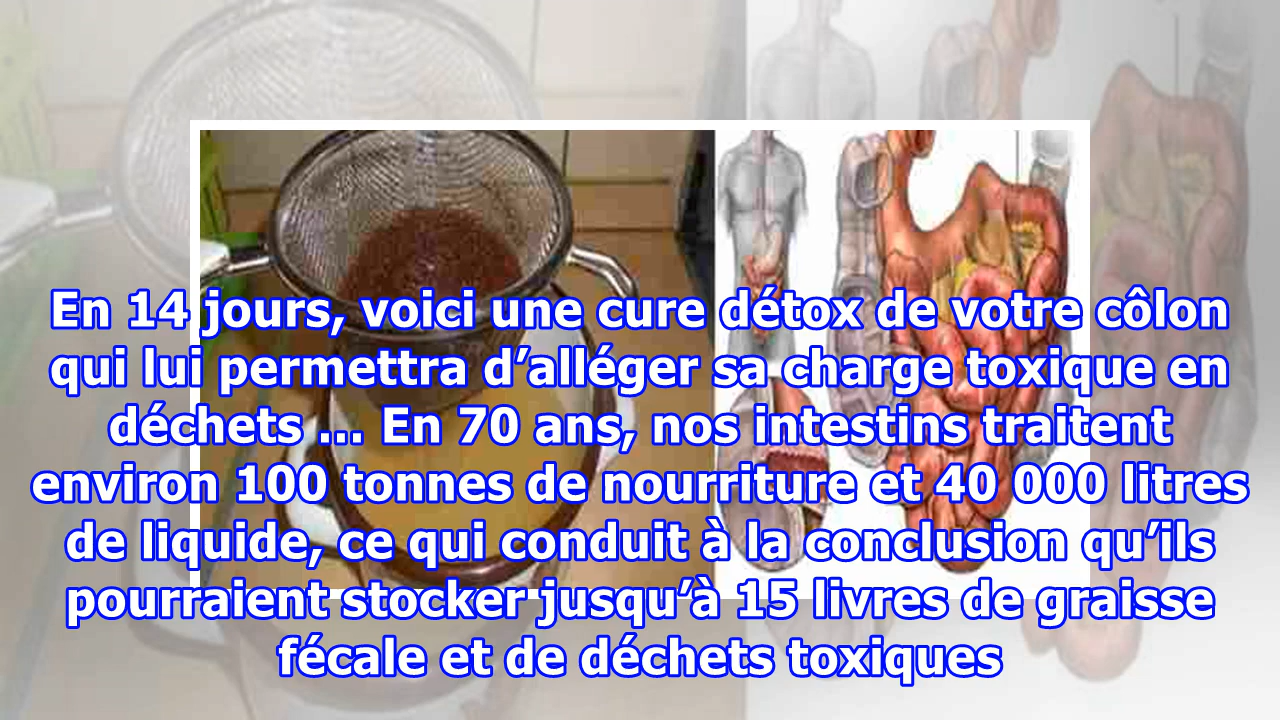 En 14 jours, voici une cure détox de votre côlon
qui lui permettra d’alléger sa charge toxique en
déchets ... En 70 ans, nos intestins traitent
environ 100 tonnes de nourriture et 40 000 litres
de liquide, ce qui conduit à la conclusion qu’ils
pourraient stocker jusqu’à 15 livres de graisse
fécale et de déchets toxiques